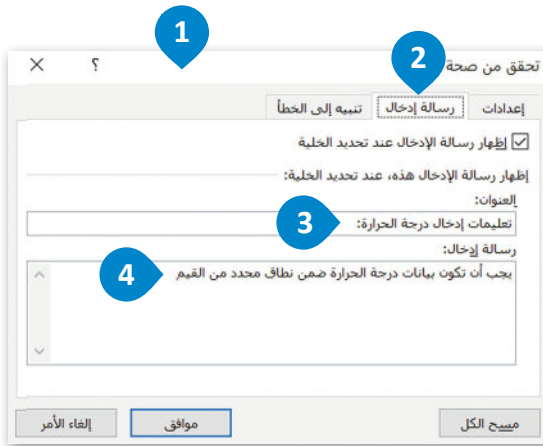 1
تحقق من صحة
2
؟
إعدادات
رسالة إدخال
تنبيه إلى الخطأ
إظهار رسالة الإدخال عند تحديد الخلية
إظهار رسالة الإدخال هذه، عند تحديد الخلية:
العنوان:
تعليمات إدخال درجة الحرارة:
3
رسالة إدخال:
يجب أن تكون بيانات درجة الحرارة ضمن نطاق محدد من القيم
4
مسح الكل
موافق
إلغاء الأمر